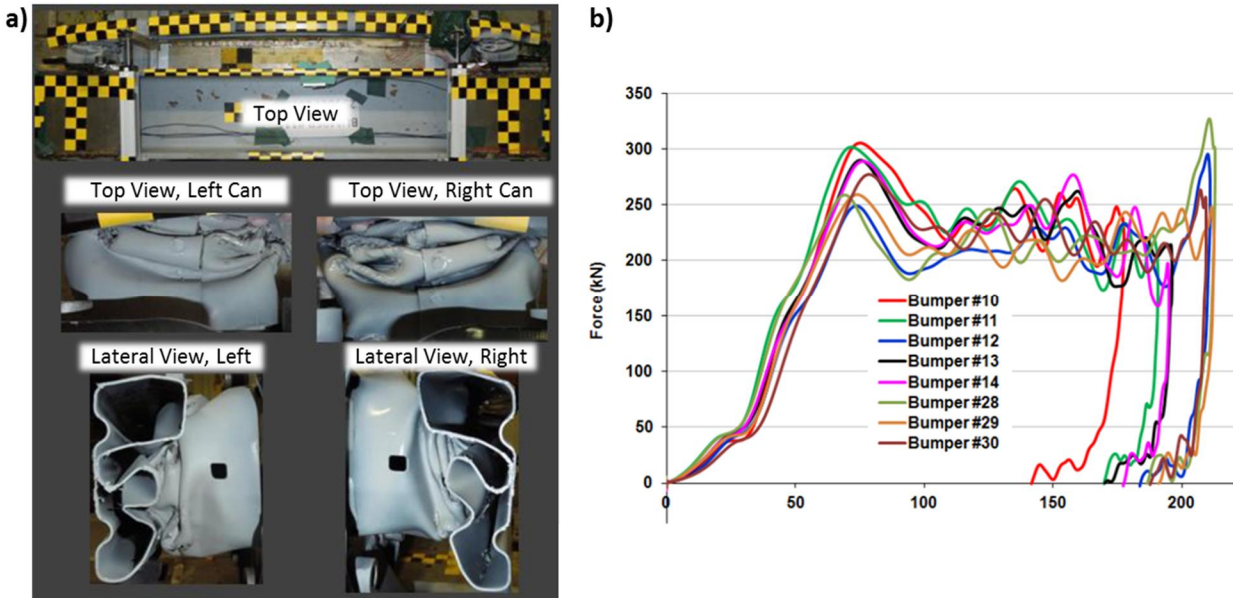 a)
Top View
Top View, Left Can
Top View, Right Can
Lateral View, Left
Lateral View, Right
b)
350
300
250
200
150
100
50
0
Force (kN)
0
50
100
150
200
Bumper #10
Bumper #11
Bumper #12
Bumper #13
Bumper #14
Bumper #28
Bumper #29
Bumper #30